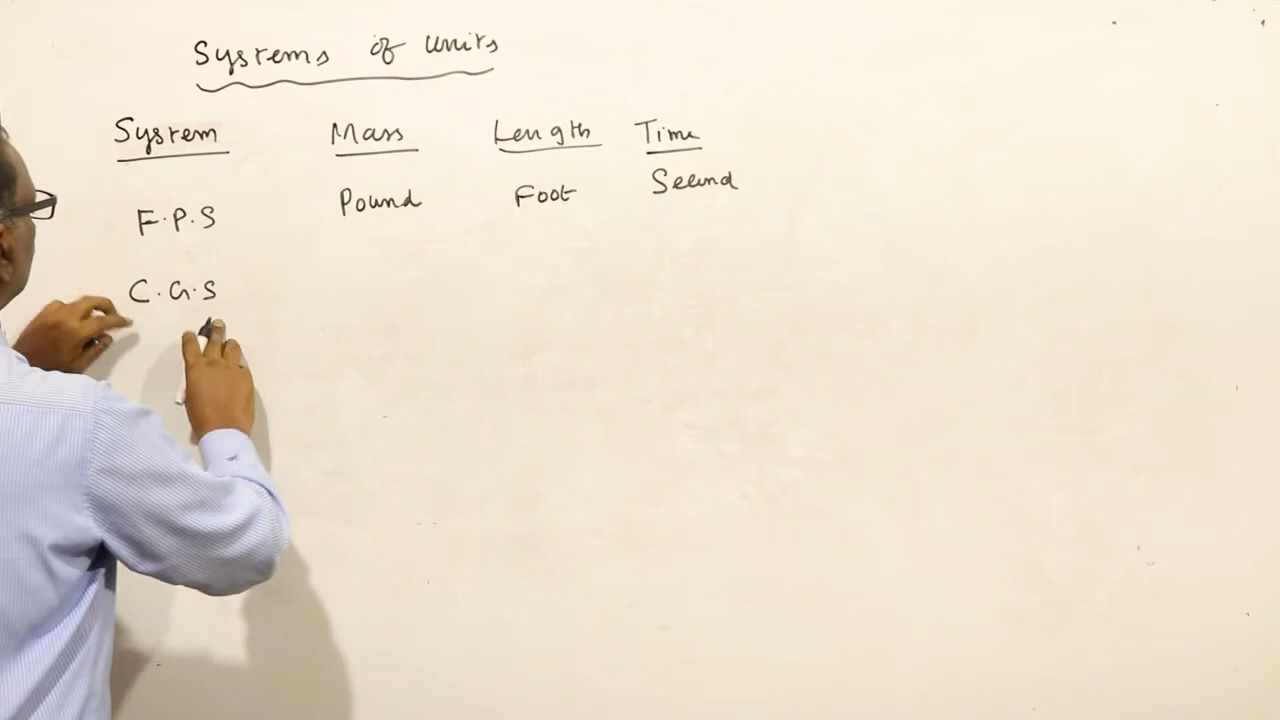 Systems of units
System Mass Length Time
F.P.S Pound Foot Second
C.G.S